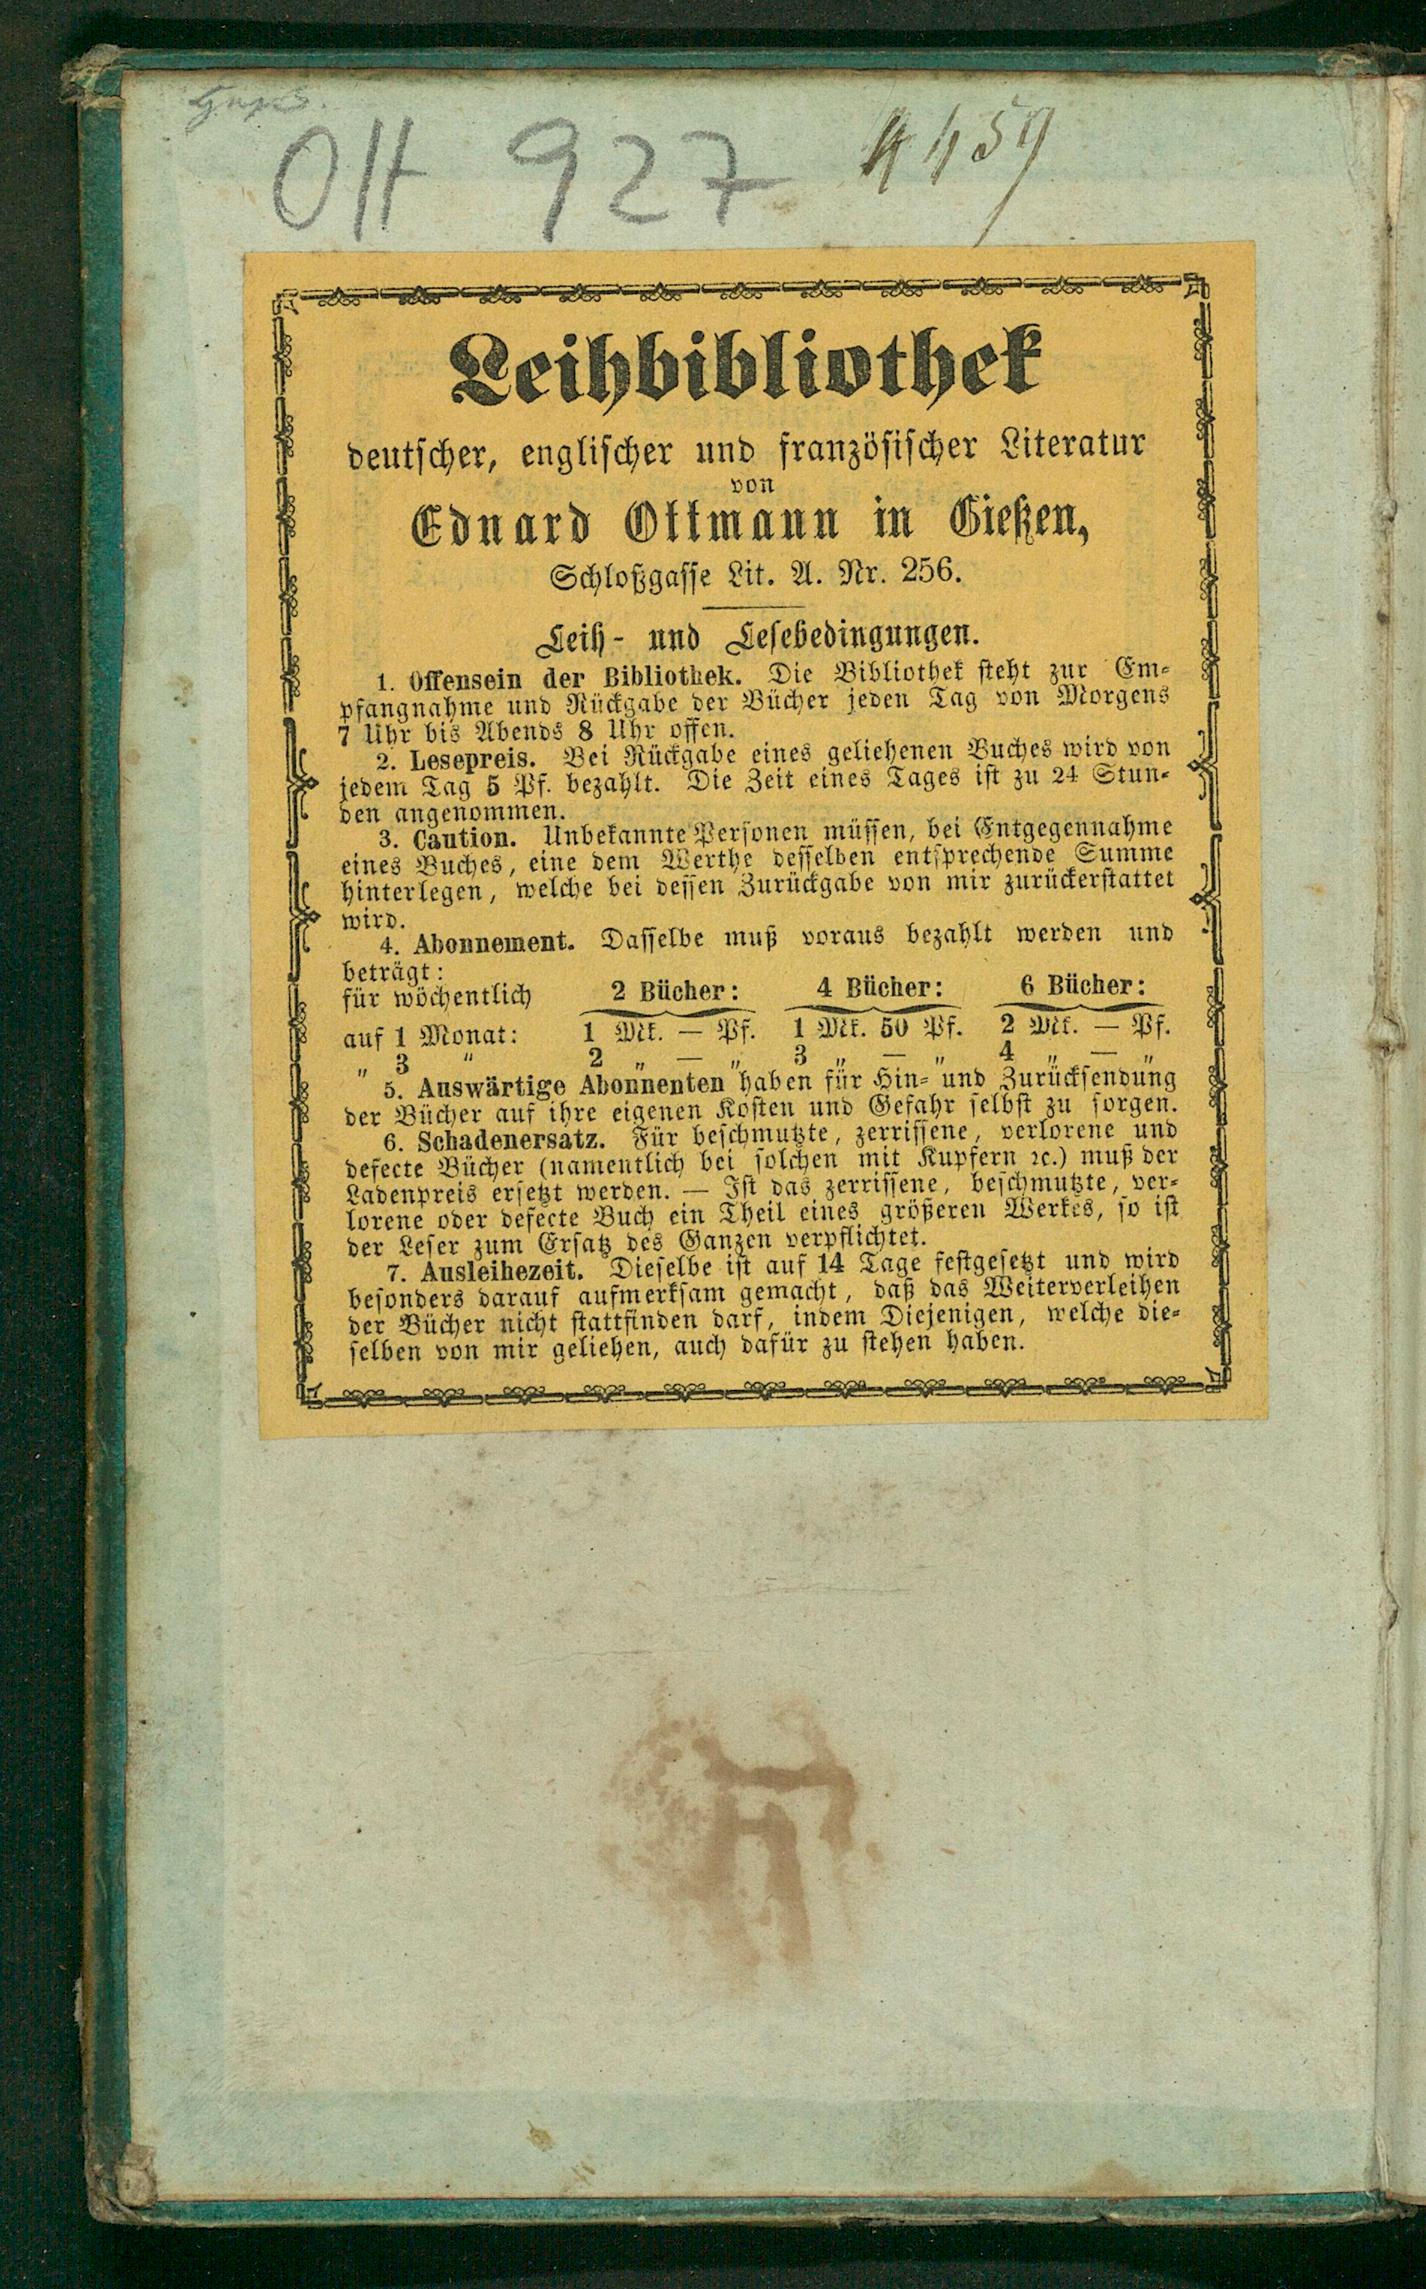 Ott 927 4459
Leihbibliothek
deutscher, englischer und französischer Literatur
von
Eduard Ottmann in Gießen,
Schloßgasse Lit. A. Nr. 256.
Leih- und Lesebedingungen.
1. Offensein der Bibliothek. Die Bibliothek steht zur Em-
pfangnahme und Rückgabe der Bücher jeden Tag von Morgens
7 Uhr bis Abends 8 Uhr offen.
2. Lesepreis. Bei Rückgabe eines geliehenen Buches wird von
jedem Tag 5 Pf. bezahlt. Die Zeit eines Tages ist zu 24 Stun-
den angenommen.
3. Caution. Unbekannte Personen müssen, bei Entgegennahme
eines Buches, eine dem Werthe desselben entsprechende Summe
hinterlegen, welche bei dessen Zurückgabe von mir zurückerstattet
wird.
4. Abonnement. Dasselbe muß voraus bezahlt werden und
beträgt:
für wöchentlich 2 Bücher: 4 Bücher: 6 Bücher:
auf 1 Monat: 1 Mk. — Pf. 1 Mk. 50 Pf. 2 Mk. — Pf.
" 3 " 2 " — " 3 " — " 4 " — "
5. Auswärtige Abonnenten haben für Hin- und Zurücksendung
der Bücher auf ihre eigenen Kosten und Gefahr selbst zu sorgen.
6. Schadenersatz. Für beschmutzte, zerrissene, verlorene und
defecte Bücher (namentlich bei solchen mit Kupfern ꝛc.) muß der
Ladenpreis ersetzt werden. — Ist das zerrissene, beschmutzte, ver-
lorene oder defecte Buch ein Theil eines größeren Werkes, so ist
der Leser zum Ersatz des Ganzen verpflichtet.
7. Ausleihezeit. Dieselbe ist auf 14 Tage festgesetzt und wird
besonders darauf aufmerksam gemacht, daß das Weiterverleihen
der Bücher nicht stattfinden darf, indem Diejenigen, welche die-
selben von mir geliehen, auch dafür zu stehen haben.